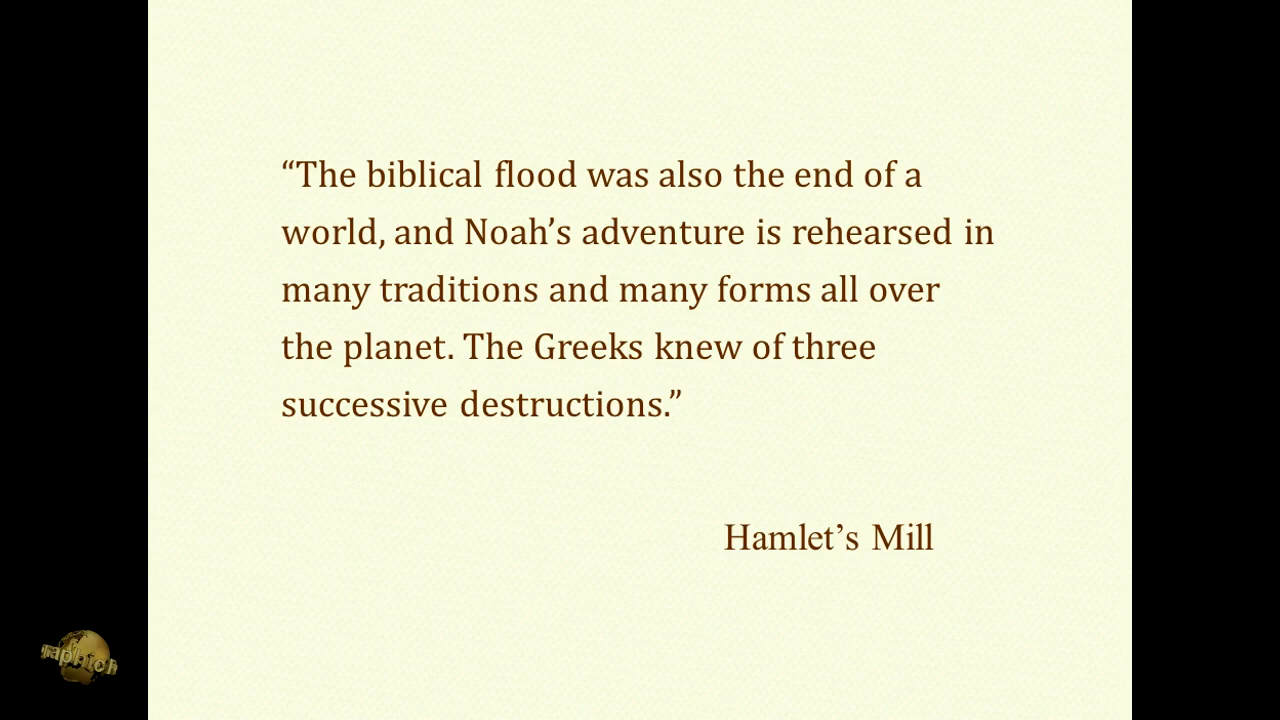 “The biblical flood was also the end of a
world, and Noah’s adventure is rehearsed in
many traditions and many forms all over
the planet. The Greeks knew of three
successive destructions.”
Hamlet’s Mill